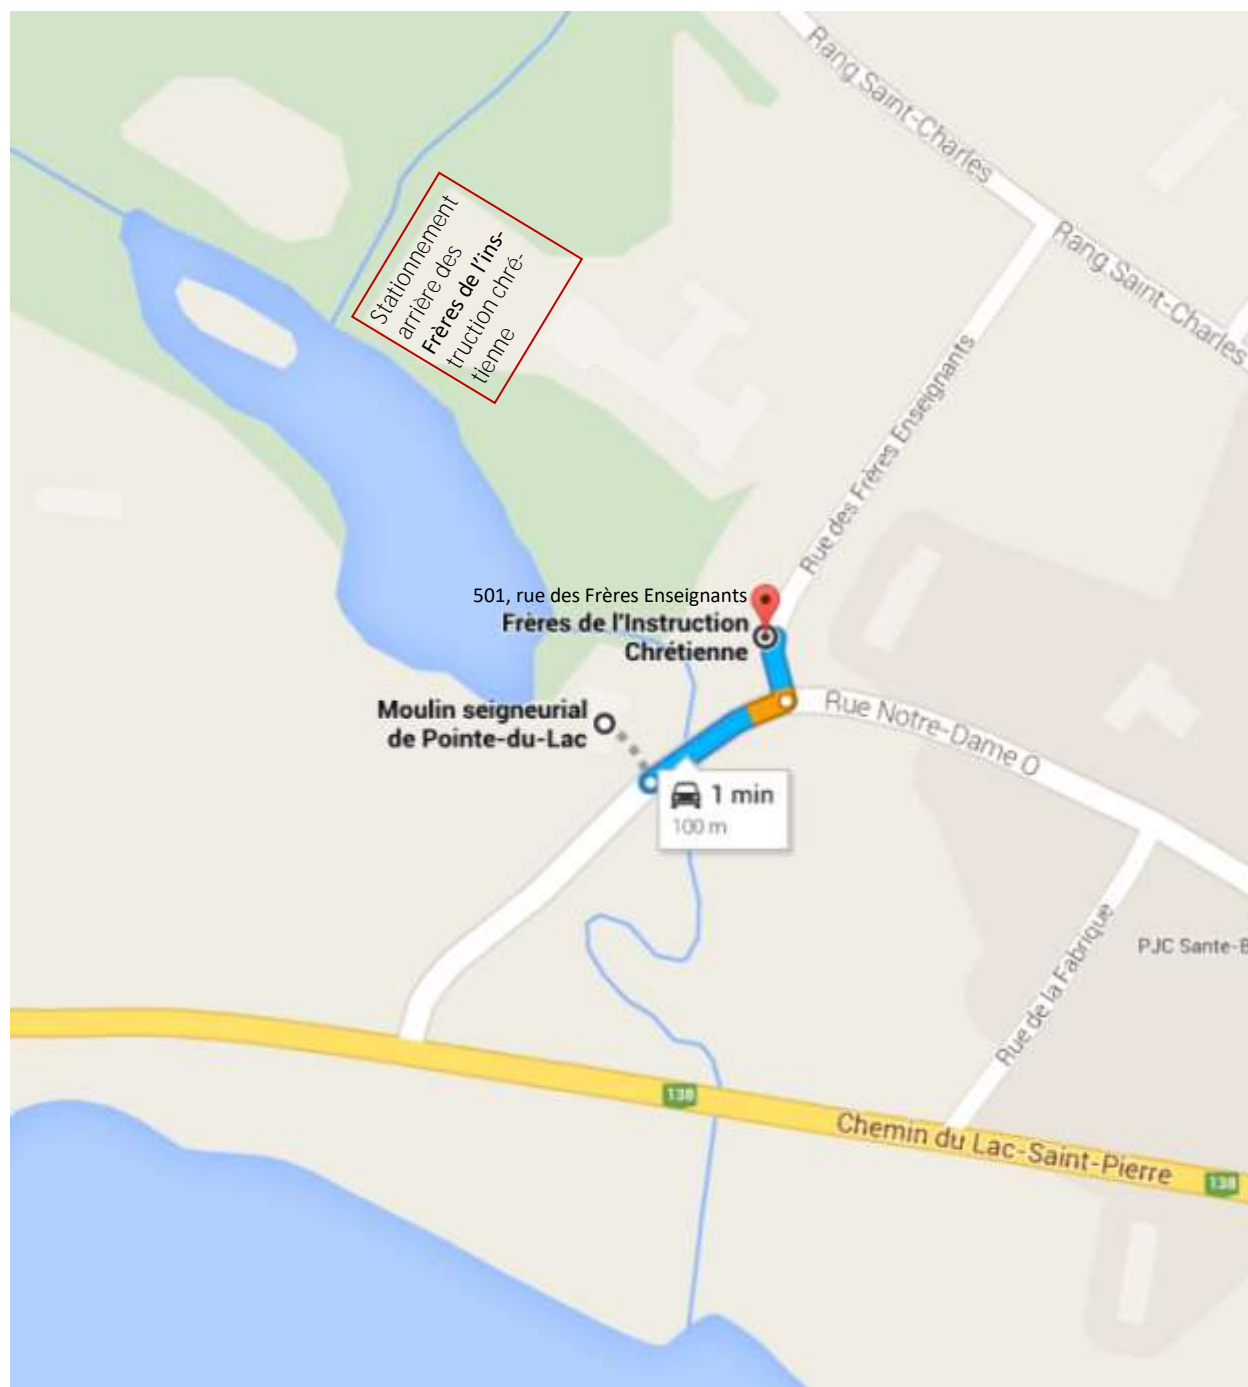 Rang Saint-Charles
Rang Saint-Charles
Stationnement
arrière des
Frères de l'ins-
truction chré-
tienne
Rue des Frères Enseignants
501, rue des Frères Enseignants
Frères de l'Instruction
Chrétienne
Moulin seigneurial
de Pointe-du-Lac
Rue Notre-Dame O
1 min
100 m
Rue de la Fabrique
PJC Sante-B
138
Chemin du Lac-Saint-Pierre
138